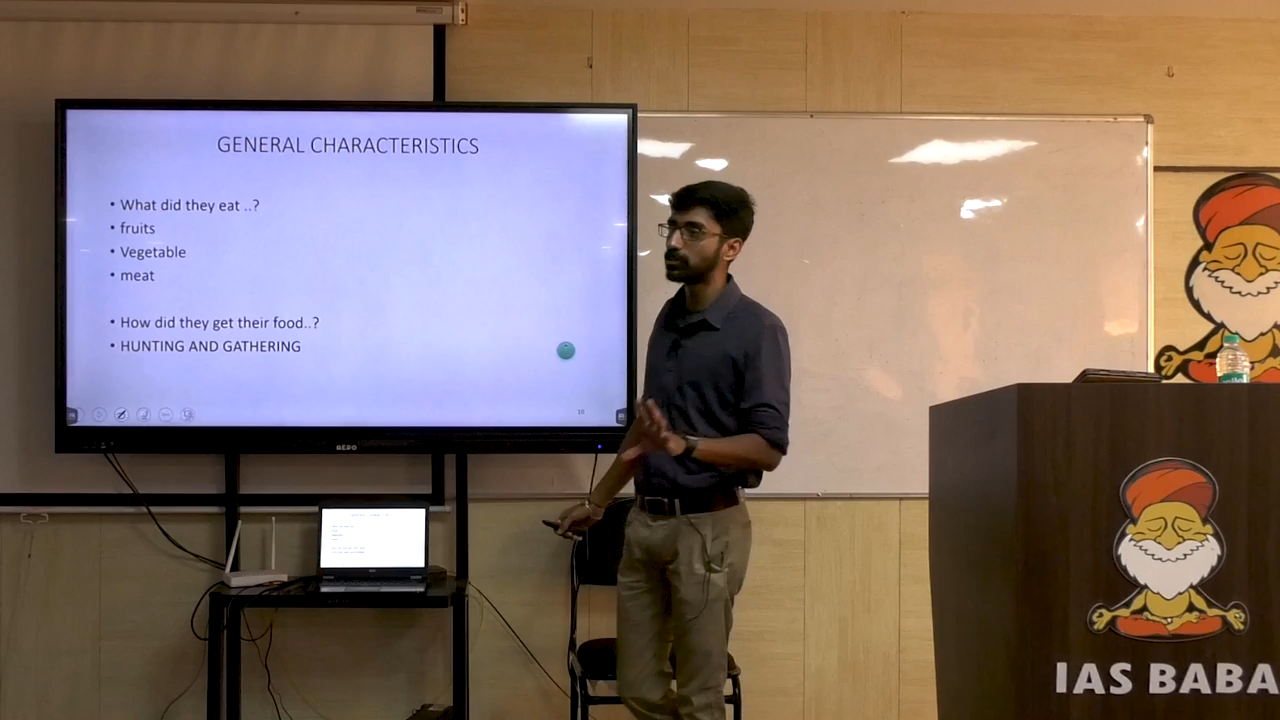 GENERAL CHARACTERISTICS
• What did they eat ..?
• fruits
• Vegetable
• meat
• How did they get their food..?
• HUNTING AND GATHERING
10
IAS BABA